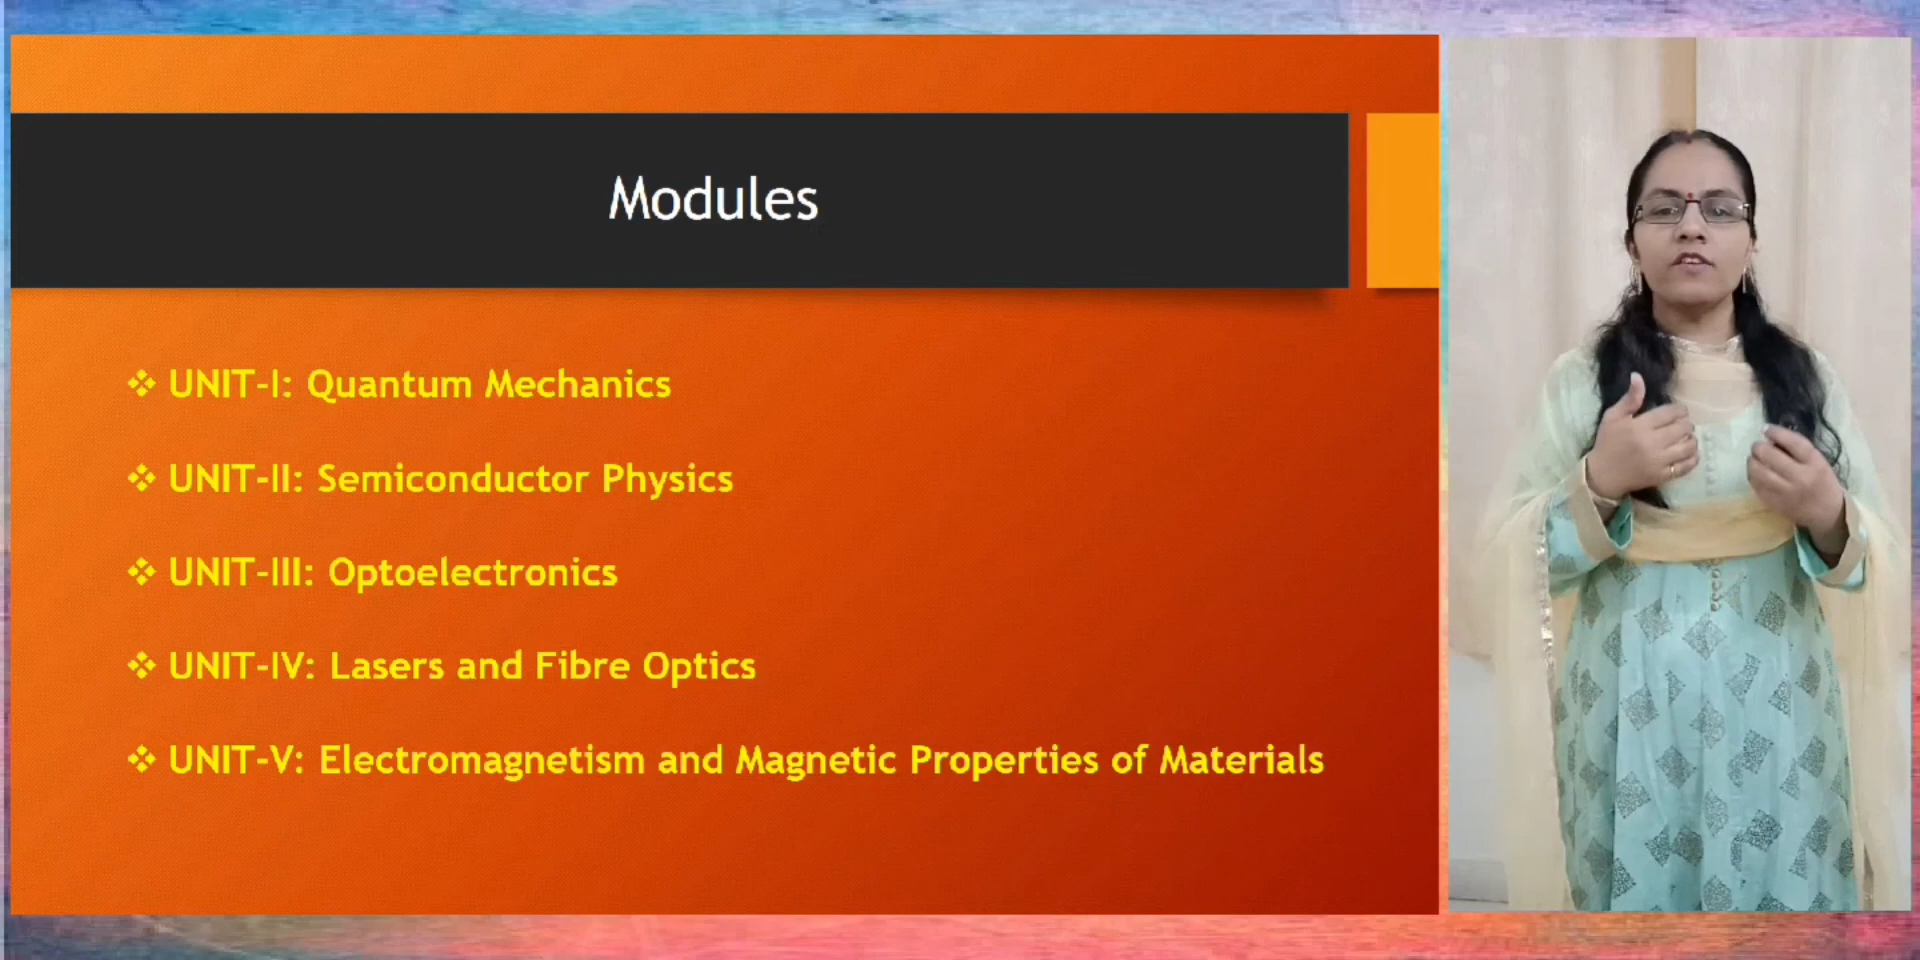 Modules
UNIT-I: Quantum Mechanics
UNIT-II: Semiconductor Physics
UNIT-III: Optoelectronics
UNIT-IV: Lasers and Fibre Optics
UNIT-V: Electromagnetism and Magnetic Properties of Materials